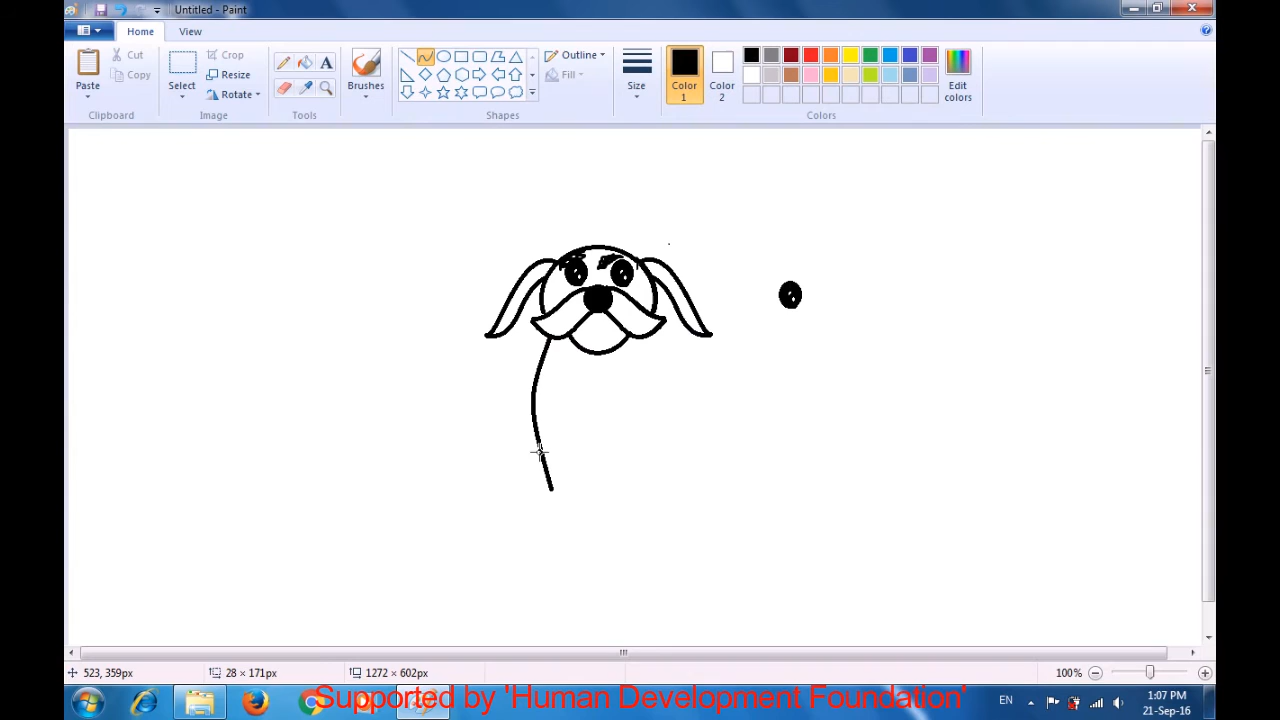 Untitled - Paint
Home View
Paste
Cut
Copy
Clipboard
Select
Crop
Resize
Rotate
Image
A
Tools
Brushes
Shapes
Outline
Fill
Size
Color 1
Color 2
Edit colors
Colors
523, 359px
28 × 171px
1272 × 602px
100%
EN
1:07 PM
21-Sep-16
Supported by 'Human Development Foundation'